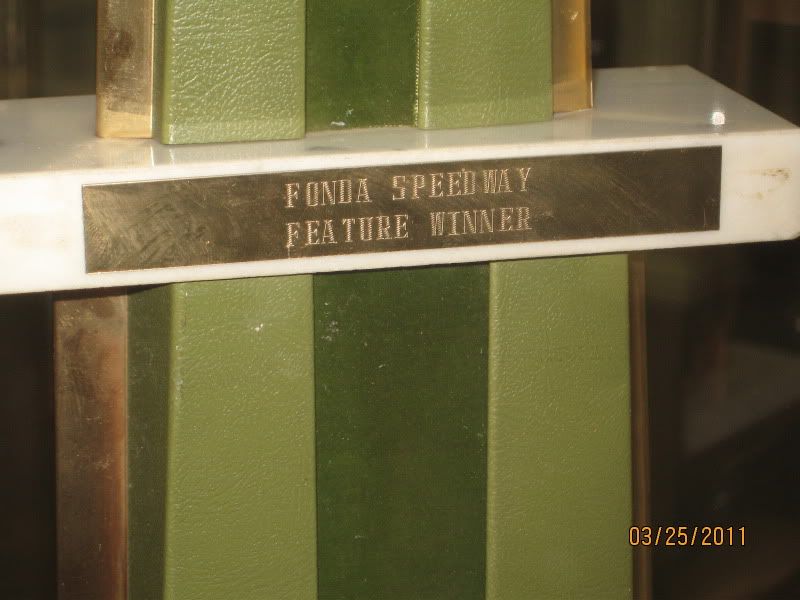 FONDA SPEEDWAY
FEATURE WINNER
03/25/2011